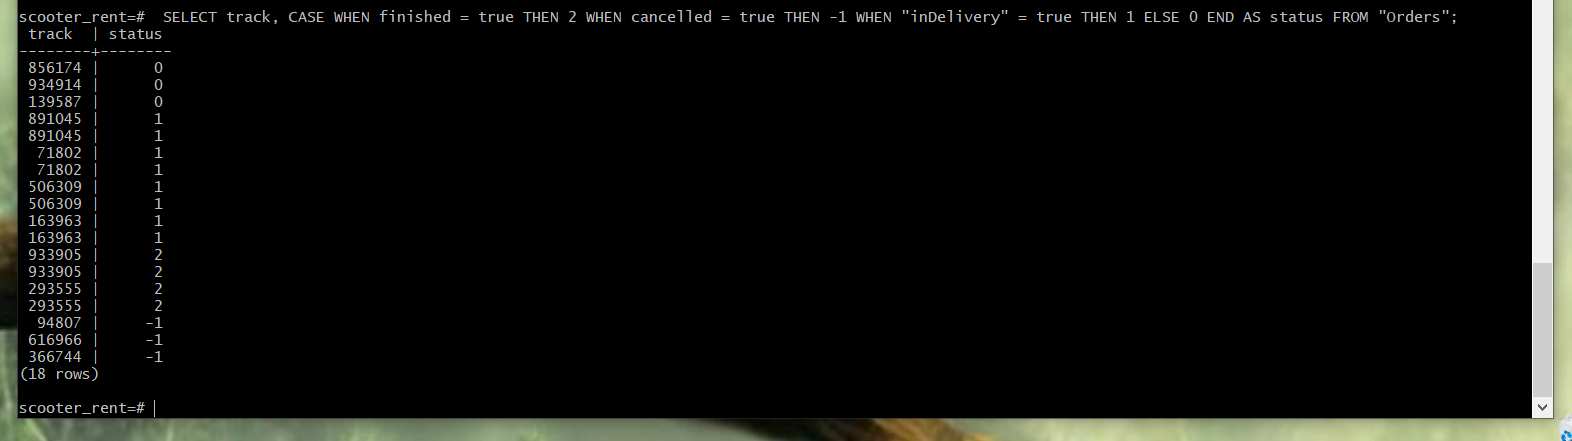 scooter_rent=#  SELECT track, CASE WHEN finished = true THEN 2 WHEN cancelled = true THEN -1 WHEN "inDelivery" = true THEN 1 ELSE 0 END AS status FROM "Orders";
 track  | status
--------+--------
 856174 |      0
 934914 |      0
 139587 |      0
 891045 |      1
 891045 |      1
  71802 |      1
  71802 |      1
 506309 |      1
 506309 |      1
 163963 |      1
 163963 |      1
 933905 |      2
 933905 |      2
 293555 |      2
 293555 |      2
  94807 |     -1
 616966 |     -1
 366744 |     -1
(18 rows)
scooter_rent=#